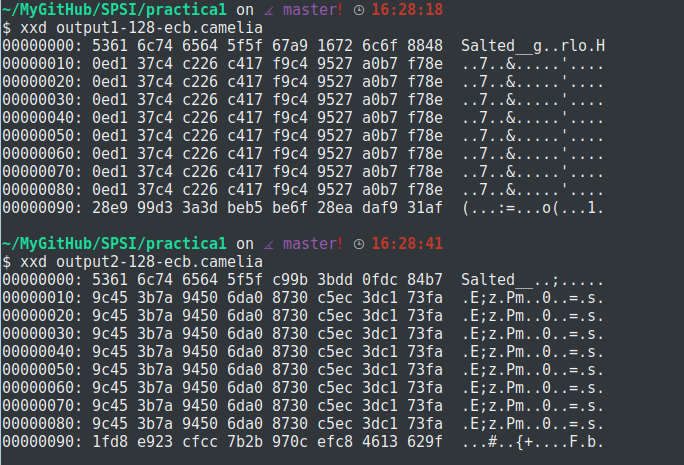 ~/MyGitHub/SPSI/practica1 on ⦟ master! ◷ 16:28:18
$ xxd output1-128-ecb.camelia
00000000: 5361 6c74 6564 5f5f 67a9 1672 6c6f 8848  Salted__g..rlo.H
00000010: 0ed1 37c4 c226 c417 f9c4 9527 a0b7 f78e  ..7..&.....'....
00000020: 0ed1 37c4 c226 c417 f9c4 9527 a0b7 f78e  ..7..&.....'....
00000030: 0ed1 37c4 c226 c417 f9c4 9527 a0b7 f78e  ..7..&.....'....
00000040: 0ed1 37c4 c226 c417 f9c4 9527 a0b7 f78e  ..7..&.....'....
00000050: 0ed1 37c4 c226 c417 f9c4 9527 a0b7 f78e  ..7..&.....'....
00000060: 0ed1 37c4 c226 c417 f9c4 9527 a0b7 f78e  ..7..&.....'....
00000070: 0ed1 37c4 c226 c417 f9c4 9527 a0b7 f78e  ..7..&.....'....
00000080: 0ed1 37c4 c226 c417 f9c4 9527 a0b7 f78e  ..7..&.....'....
00000090: 28e9 99d3 3a3d beb5 be6f 28ea daf9 31af  (...:=...o(...1.
~/MyGitHub/SPSI/practica1 on ⦟ master! ◷ 16:28:41
$ xxd output2-128-ecb.camelia
00000000: 5361 6c74 6564 5f5f c99b 3bdd 0fdc 84b7  Salted__..;.....
00000010: 9c45 3b7a 9450 6da0 8730 c5ec 3dc1 73fa  .E;z.Pm..0..=.s.
00000020: 9c45 3b7a 9450 6da0 8730 c5ec 3dc1 73fa  .E;z.Pm..0..=.s.
00000030: 9c45 3b7a 9450 6da0 8730 c5ec 3dc1 73fa  .E;z.Pm..0..=.s.
00000040: 9c45 3b7a 9450 6da0 8730 c5ec 3dc1 73fa  .E;z.Pm..0..=.s.
00000050: 9c45 3b7a 9450 6da0 8730 c5ec 3dc1 73fa  .E;z.Pm..0..=.s.
00000060: 9c45 3b7a 9450 6da0 8730 c5ec 3dc1 73fa  .E;z.Pm..0..=.s.
00000070: 9c45 3b7a 9450 6da0 8730 c5ec 3dc1 73fa  .E;z.Pm..0..=.s.
00000080: 9c45 3b7a 9450 6da0 8730 c5ec 3dc1 73fa  .E;z.Pm..0..=.s.
00000090: 1fd8 e923 cfcc 7b2b 970c efc8 4613 629f  ...#..{+....F.b.